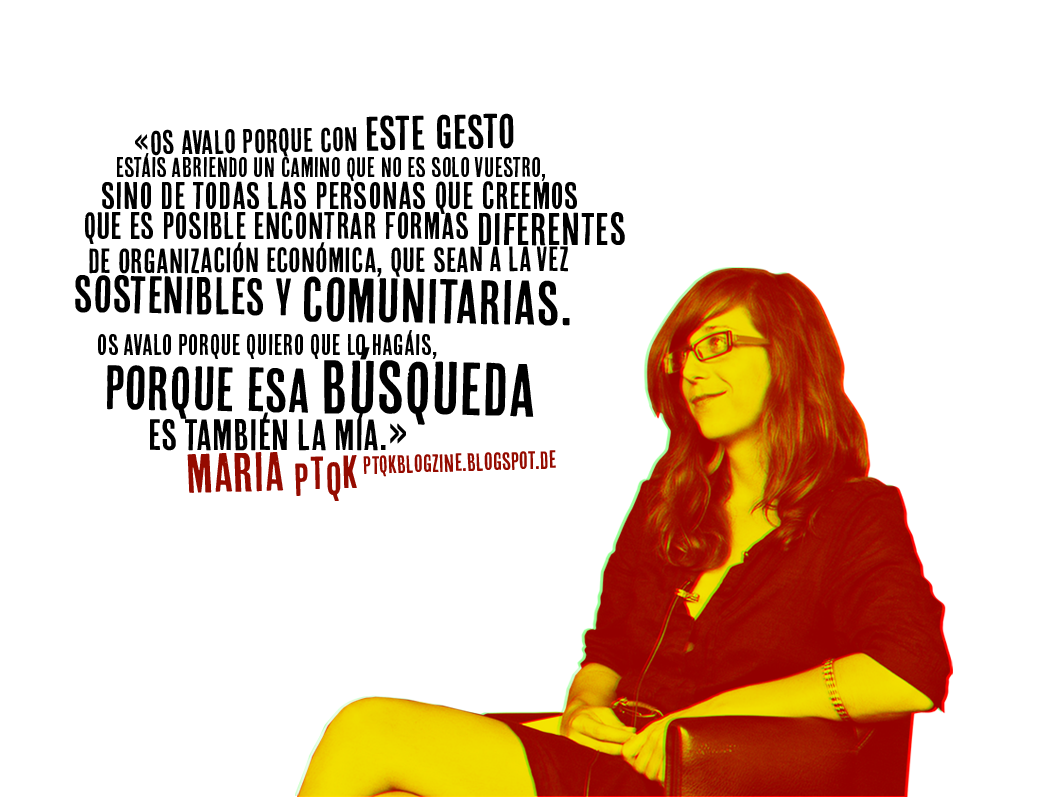 «OS AVALO PORQUE CON ESTE GESTO
ESTÁIS ABRIENDO UN CAMINO QUE NO ES SOLO VUESTRO,
SINO DE TODAS LAS PERSONAS QUE CREEMOS
QUE ES POSIBLE ENCONTRAR FORMAS DIFERENTES
DE ORGANIZACIÓN ECONÓMICA, QUE SEAN A LA VEZ
SOSTENIBLES Y COMUNITARIAS.
OS AVALO PORQUE QUIERO QUE LO HAGÁIS,
PORQUE ESA BÚSQUEDA
ES TAMBIÉN LA MÍA.»
MARIA PTQK PTQKBLOGZINE.BLOGSPOT.DE